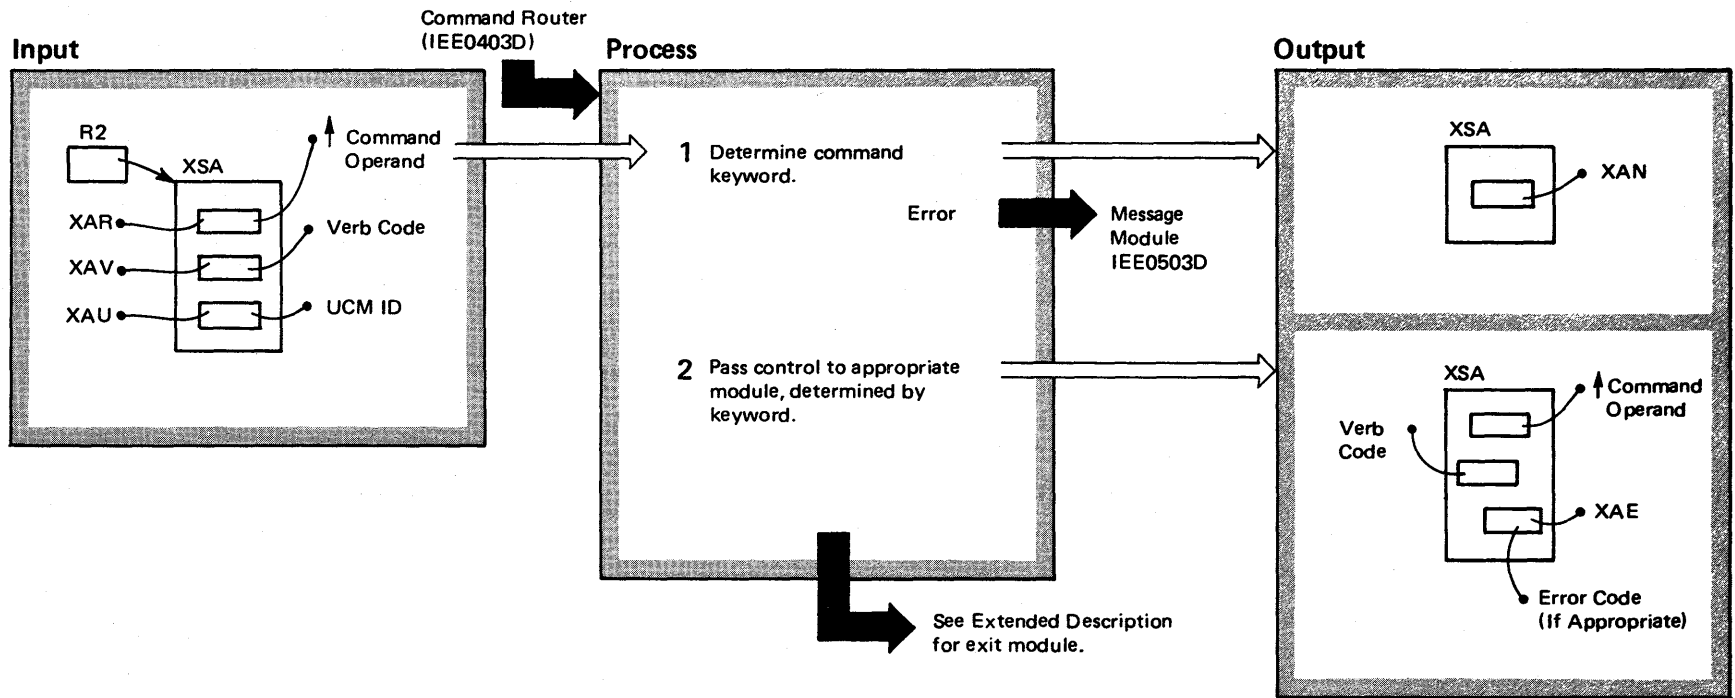 Command Router
(IEE0403D)
Input
Process
Output
R2
XSA
Command
Operand
XAR
Verb Code
XAV
XAU
UCM ID
1 Determine command
keyword.
Error
Message
Module
IEE0503D
2 Pass control to appropriate
module, determined by
keyword.
See Extended Description
for exit module.
XSA
XAN
XSA
Command
Operand
Verb
Code
XAE
Error Code
(If Appropriate)